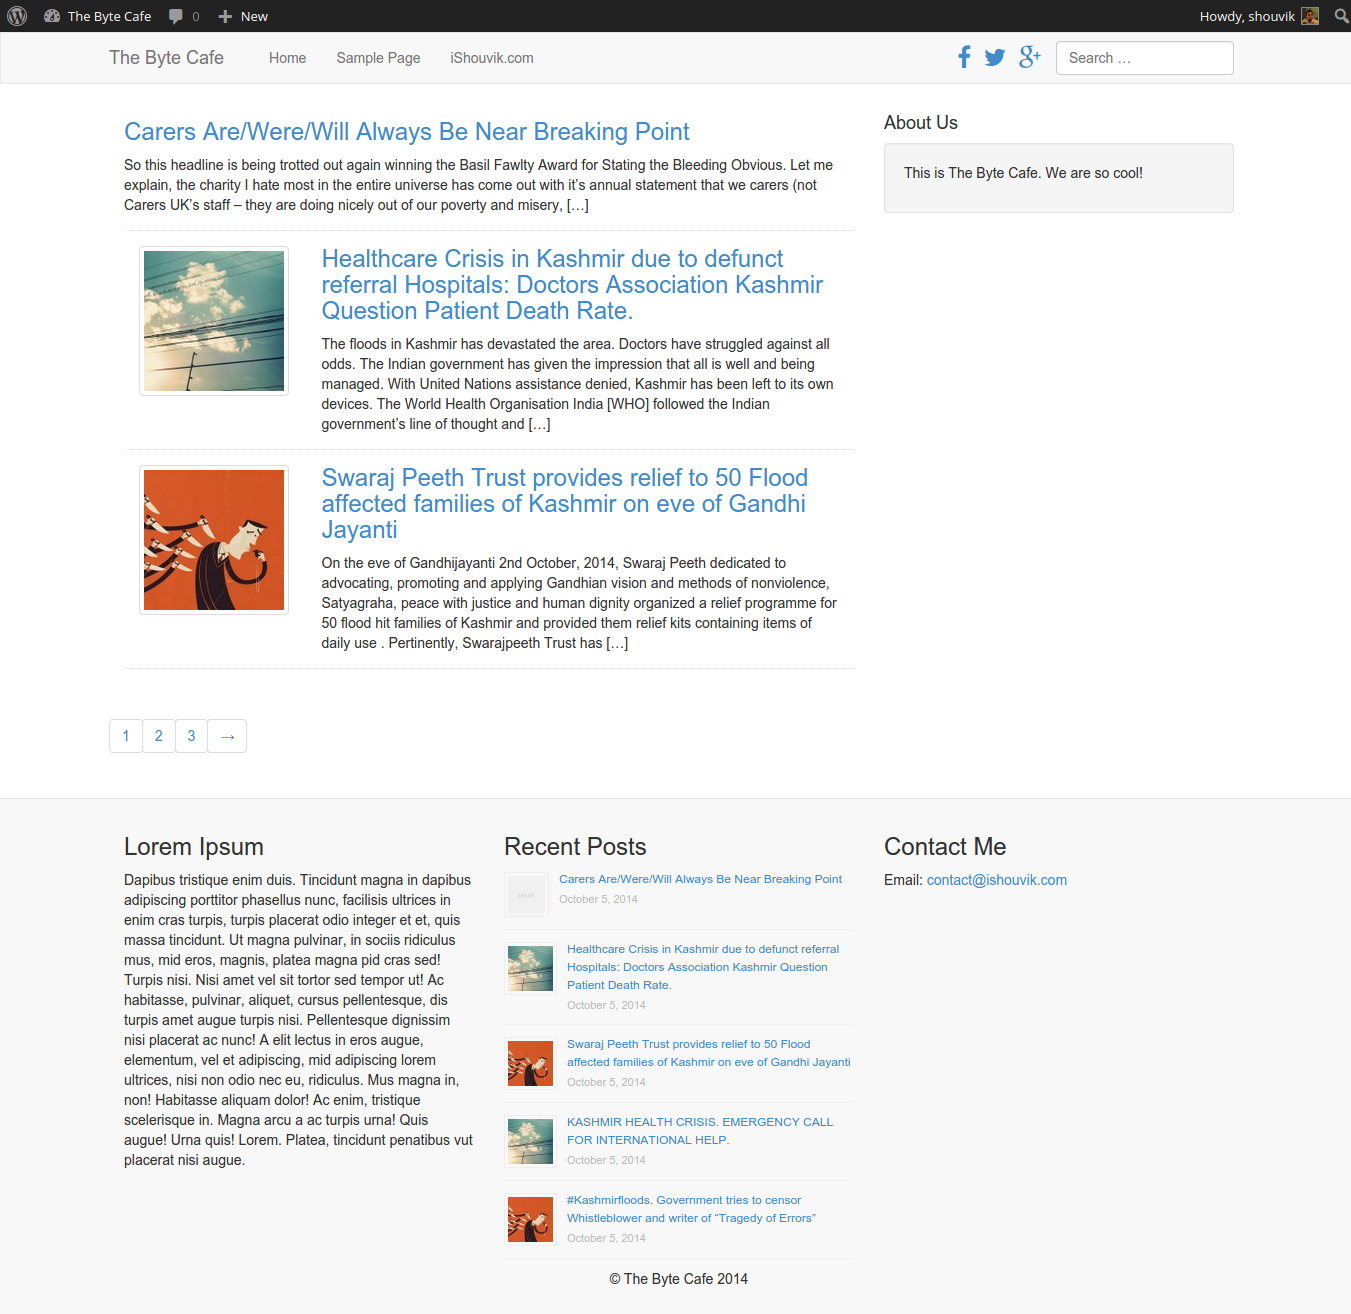 The Byte Cafe 0 New Howdy, shouvik
The Byte Cafe Home Sample Page iShouvik.com Search …
Carers Are/Were/Will Always Be Near Breaking Point
So this headline is being trotted out again winning the Basil Fawlty Award for Stating the Bleeding Obvious. Let me
explain, the charity I hate most in the entire universe has come out with it’s annual statement that we carers (not
Carers UK’s staff – they are doing nicely out of our poverty and misery, […]
Healthcare Crisis in Kashmir due to defunct
referral Hospitals: Doctors Association Kashmir
Question Patient Death Rate.
The floods in Kashmir has devastated the area. Doctors have struggled against all
odds. The Indian government has given the impression that all is well and being
managed. With United Nations assistance denied, Kashmir has been left to its own
devices. The World Health Organisation India [WHO] followed the Indian
government’s line of thought and […]
Swaraj Peeth Trust provides relief to 50 Flood
affected families of Kashmir on eve of Gandhi
Jayanti
On the eve of Gandhijayanti 2nd October, 2014, Swaraj Peeth dedicated to
advocating, promoting and applying Gandhian vision and methods of nonviolence,
Satyagraha, peace with justice and human dignity organized a relief programme for
50 flood hit families of Kashmir and provided them relief kits containing items of
daily use . Pertinently, Swarajpeeth Trust has […]
1 2 3 →
About Us
This is The Byte Cafe. We are so cool!
Lorem Ipsum
Dapibus tristique enim duis. Tincidunt magna in dapibus
adipiscing porttitor phasellus nunc, facilisis ultrices in
enim cras turpis, turpis placerat odio integer et et, quis
massa tincidunt. Ut magna pulvinar, in sociis ridiculus
mus, mid eros, magnis, platea magna pid cras sed!
Turpis nisi. Nisi amet vel sit tortor sed tempor ut! Ac
habitasse, pulvinar, aliquet, cursus pellentesque, dis
turpis amet augue turpis nisi. Pellentesque dignissim
nisi placerat ac nunc! A elit lectus in eros augue,
elementum, vel et adipiscing, mid adipiscing lorem
ultrices, nisi non odio nec eu, ridiculus. Mus magna in,
non! Habitasse aliquam dolor! Ac enim, tristique
scelerisque in. Magna arcu a ac turpis urna! Quis
augue! Urna quis! Lorem. Platea, tincidunt penatibus vut
placerat nisi augue.
Recent Posts
Carers Are/Were/Will Always Be Near Breaking Point
October 5, 2014
Healthcare Crisis in Kashmir due to defunct referral
Hospitals: Doctors Association Kashmir Question
Patient Death Rate.
October 5, 2014
Swaraj Peeth Trust provides relief to 50 Flood
affected families of Kashmir on eve of Gandhi Jayanti
October 5, 2014
KASHMIR HEALTH CRISIS. EMERGENCY CALL
FOR INTERNATIONAL HELP.
October 5, 2014
#Kashmirfloods. Government tries to censor
Whistleblower and writer of “Tragedy of Errors”
October 5, 2014
Contact Me
Email: contact@ishouvik.com
© The Byte Cafe 2014